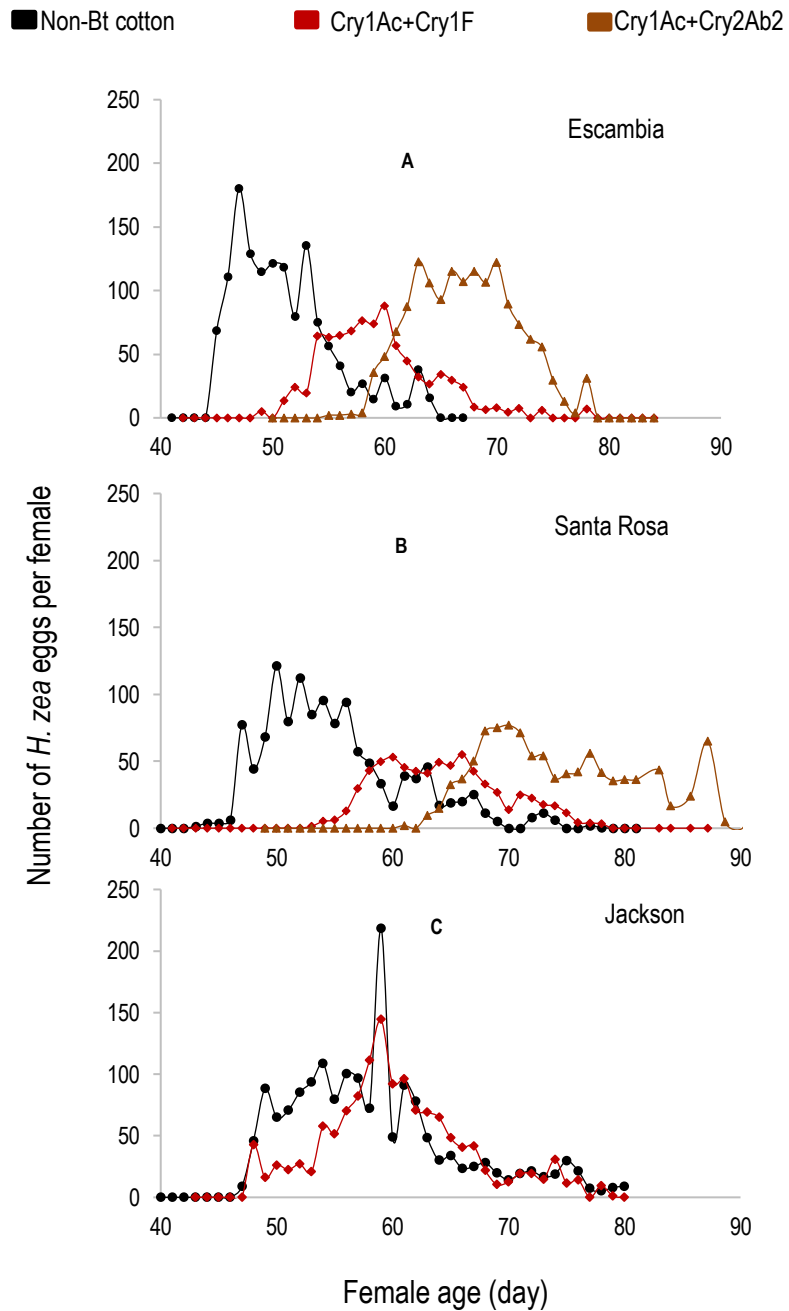 Non-Bt cotton Cry1Ac+Cry1F Cry1Ac+Cry2Ab2
250
200
150
100
50
0
40 50 60 70 80 90
A
Escambia
250
200
150
100
50
0
40 50 60 70 80 90
B
Santa Rosa
250
200
150
100
50
0
40 50 60 70 80 90
C
Jackson
Number of H. zea eggs per female
Female age (day)